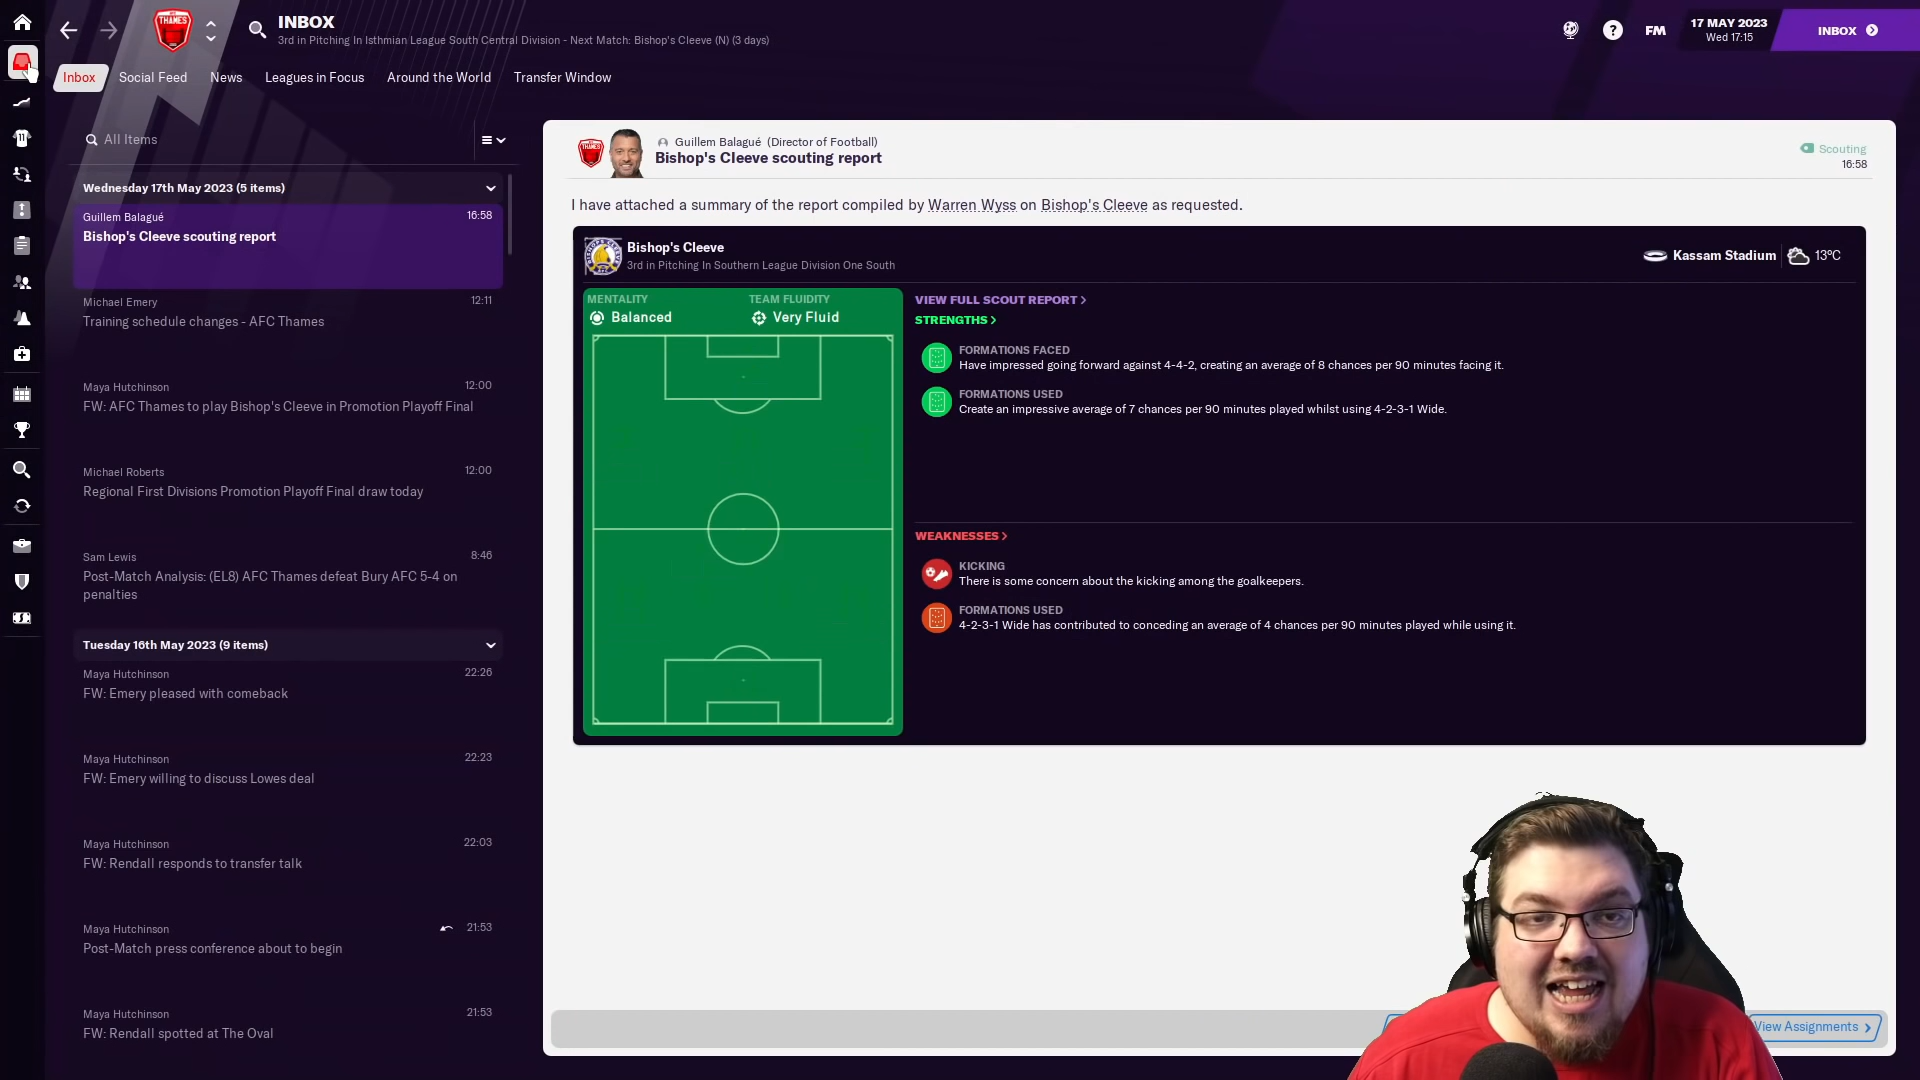 THAMES
INBOX
3rd in Pitching In Isthmian League South Central Division - Next Match: Bishop's Cleeve (N) (3 days)
FM
17 MAY 2023
Wed 17:15
INBOX
Inbox
Social Feed
News
Leagues in Focus
Around the World
Transfer Window
All Items
Wednesday 17th May 2023 (5 items)
Guillem Balagué
16:58
Bishop's Cleeve scouting report
Michael Emery
12:11
Training schedule changes - AFC Thames
Maya Hutchinson
12:00
FW: AFC Thames to play Bishop's Cleeve in Promotion Playoff Final
Michael Roberts
12:00
Regional First Divisions Promotion Playoff Final draw today
Sam Lewis
8:46
Post-Match Analysis: (EL8) AFC Thames defeat Bury AFC 5-4 on
penalties
Tuesday 16th May 2023 (9 items)
Maya Hutchinson
22:26
FW: Emery pleased with comeback
Maya Hutchinson
22:23
FW: Emery willing to discuss Lowes deal
Maya Hutchinson
22:03
FW: Rendall responds to transfer talk
Maya Hutchinson
21:53
Post-Match press conference about to begin
Maya Hutchinson
21:53
FW: Rendall spotted at The Oval
THAMES
Guillem Balagué (Director of Football)
Bishop's Cleeve scouting report
Scouting
16:58
I have attached a summary of the report compiled by Warren Wyss on Bishop's Cleeve as requested.
Bishop's Cleeve
3rd in Pitching In Southern League Division One South
Kassam Stadium
13ºC
MENTALITY
Balanced
TEAM FLUIDITY
Very Fluid
VIEW FULL SCOUT REPORT >
STRENGTHS >
FORMATIONS FACED
Have impressed going forward against 4-4-2, creating an average of 8 chances per 90 minutes facing it.
FORMATIONS USED
Create an impressive average of 7 chances per 90 minutes played whilst using 4-2-3-1 Wide.
WEAKNESSES >
KICKING
There is some concern about the kicking among the goalkeepers.
FORMATIONS USED
4-2-3-1 Wide has contributed to conceding an average of 4 chances per 90 minutes played while using it.
View Assignments >